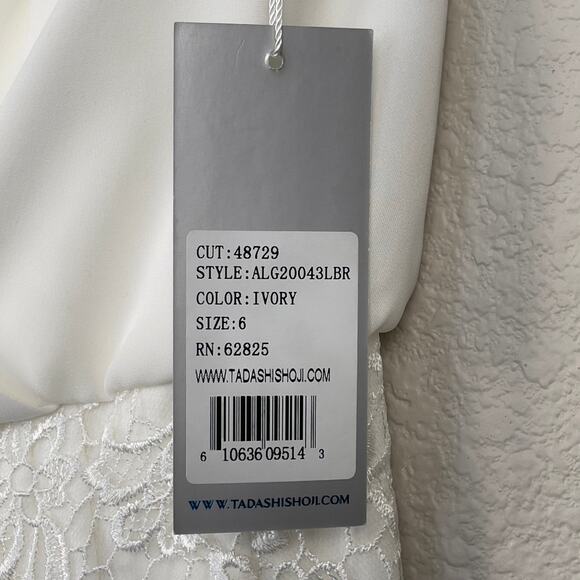 CUT:48729
STYLE:ALG20043LBR
COLOR:IVORY
SIZE:6
RN:62825
WWW.TADASHISHOJI.COM
6 10636 09514 3
WWW.TADASHISHOJI.COM